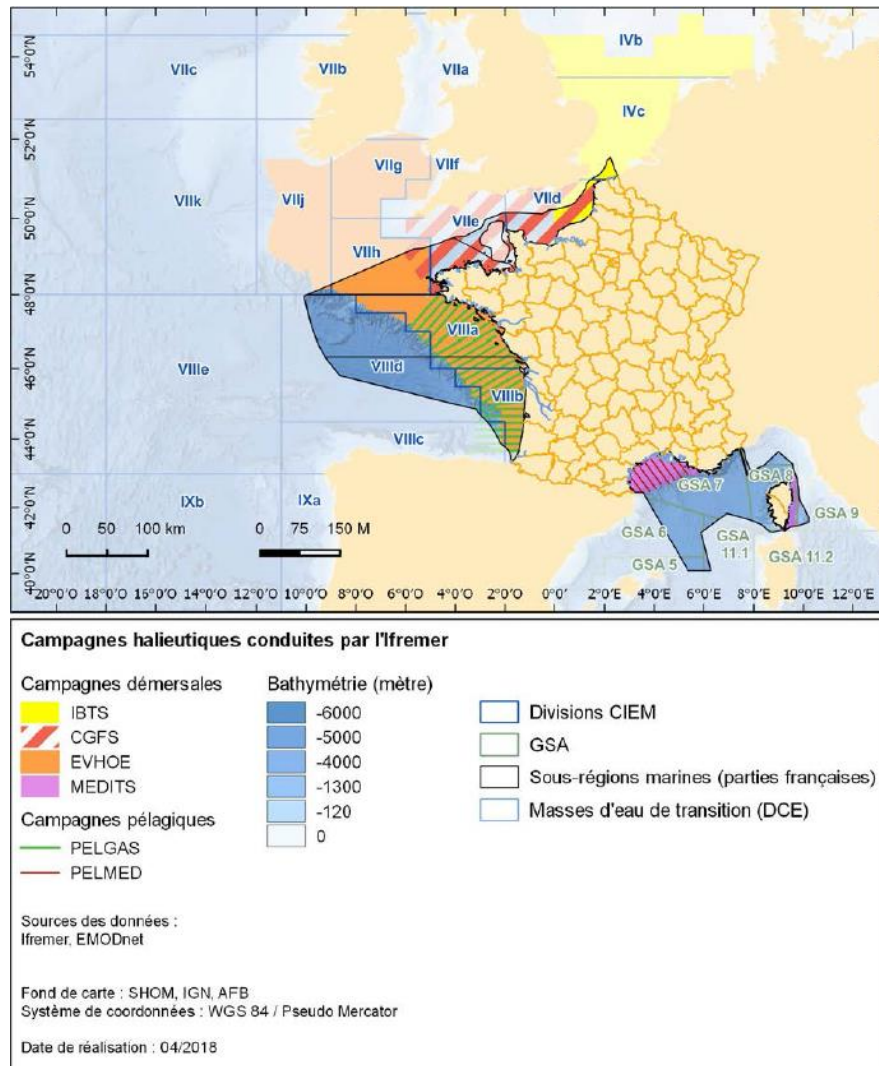 IVb
VIIc
VIIb
VIIa
IVc
VIIg
VIIf
VIIk
VIIj
VIId
VIIe
VIIh
VIIIa
VIIIe
VIIId
VIIIb
VIIIc
GSA 7
GSA 8
IXb
IXa
GSA 6
GSA 9
GSA 11.1
GSA 5
GSA 11.2
54°0'N
52°0'N
50°0'N
48°0'N
46°0'N
44°0'N
42°0'N
40°0'N
0 50 100 km
0 75 150 M
20°0'O 18°0'O 16°0'O 14°0'O 12°0'O 10°0'O 8°0'O 6°0'O 4°0'O 2°0'O 0°0' 2°0'E 4°0'E 6°0'E 8°0'E 10°0'E 12°0'E
Campagnes halieutiques conduites par l'Ifremer
Campagnes démersales
IBTS
CGFS
EVHOE
MEDITS
Campagnes pélagiques
PELGAS
PELMED
Bathymétrie (mètre)
-6000
-5000
-4000
-1300
-120
0
Divisions CIEM
GSA
Sous-régions marines (parties françaises)
Masses d'eau de transition (DCE)
Sources des données :
Ifremer, EMODnet
Fond de carte : SHOM, IGN, AFB
Système de coordonnées : WGS 84 / Pseudo Mercator
Date de réalisation : 04/2018